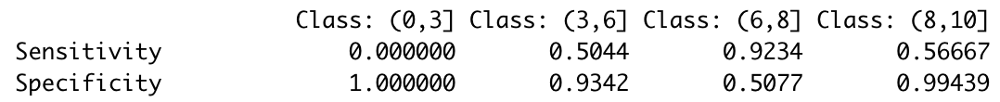 Class: (0,3] Class: (3,6] Class: (6,8] Class: (8,10]
Sensitivity 0.000000 0.5044 0.9234 0.56667
Specificity 1.000000 0.9342 0.5077 0.99439